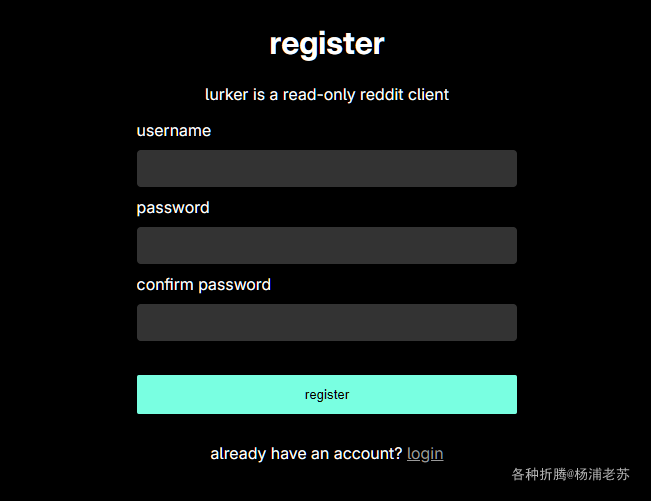 register
lurker is a read-only reddit client
username
password
confirm password
register
already have an account? login
各种折腾@杨浦老苏